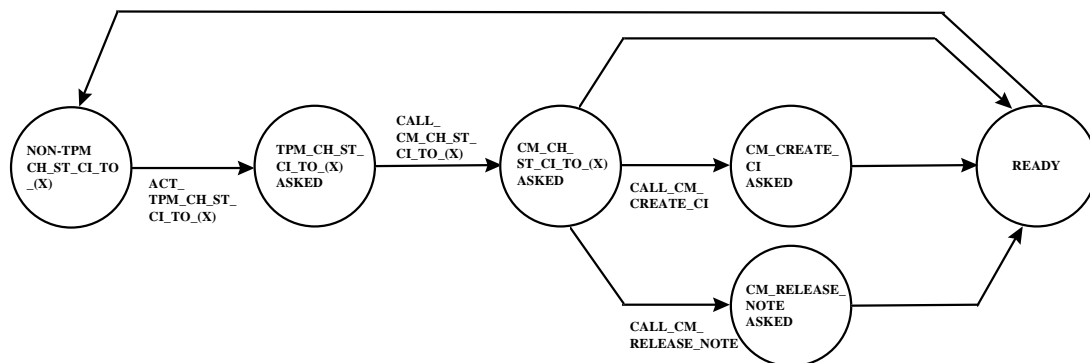 NON-TPM
CH_ST_CI_TO
_(X)
ACT_
TPM_CH_ST_
CI_TO_(X)
TPM_CH_ST_
CI_TO_(X)
ASKED
CALL_
CM_CH_ST_
CI_TO_(X)
CM_CH_
ST_CI_TO_(X)
ASKED
CALL_CM_
CREATE_CI
CM_CREATE_
CI
ASKED
READY
CALL_CM_
RELEASE_NOTE
CM_RELEASE_
NOTE
ASKED